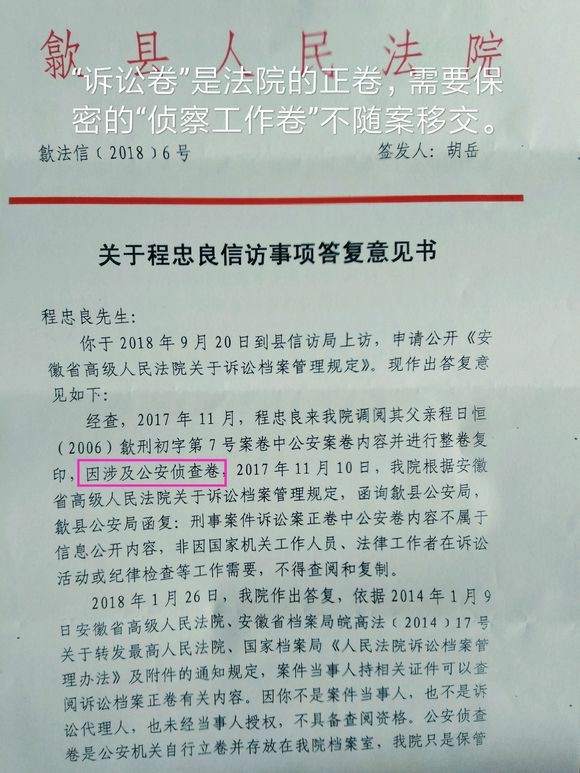 歙县人民法院
“诉讼卷”是法院的正卷，需要保
密的“侦察工作卷”不随案移交。
歙法信（2018）6号 签发人：胡岳
关于程忠良信访事项答复意见书
程忠良先生：
你于2018年9月20日到县信访局上访，申请公开《安
徽省高级人民法院关于诉讼档案管理规定》。现作出答复意
见如下：
经查，2017年11月，程忠良来我院调阅其父亲程日恒
（2006）歙刑初字第7号案卷中公安案卷内容并进行整卷复
印，因涉及公安侦查卷，2017年11月10日，我院根据安徽
省高级人民法院关于诉讼档案管理规定，函询歙县公安局，
歙县公安局函复：刑事案件诉讼案正卷中公安卷内容不属于
信息公开内容，非因国家机关工作人员、法律工作者在诉讼
活动或纪律检查等工作需要，不得查阅和复制。
2018年1月26日，我院作出答复，依据2014年1月9
日安徽省高级人民法院、安徽省档案局皖高法（2014）17号
关于转发最高人民法院、国家档案局《人民法院诉讼档案管
理办法》及附件的通知规定，案件当事人持相关证件可以查
阅诉讼档案正卷有关内容。因你不是案件当事人，也不是诉
讼代理人，也未经当事人授权，不具备查阅资格。公安侦查
卷是公安机关自行立卷并存放在我院档案室，我院只是保管